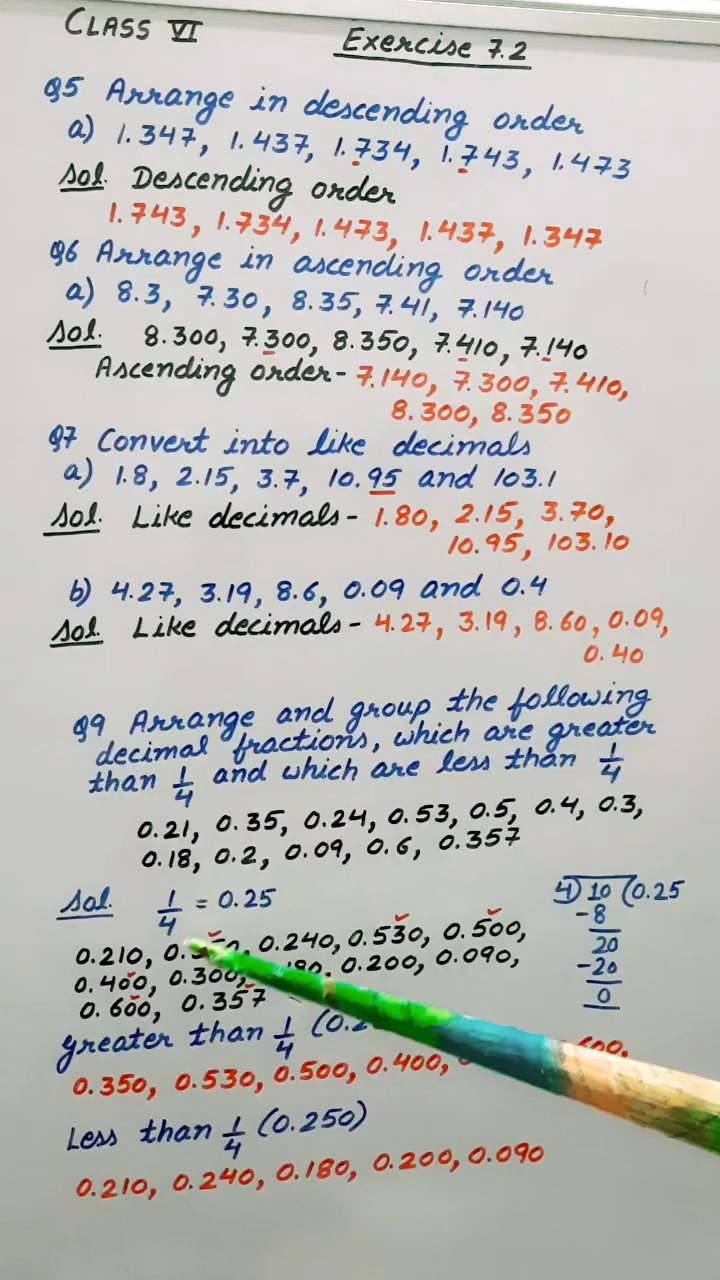 CLASS VI Exercise 7.2
Q5 Arrange in descending order
a) 1.347, 1.437, 1.734, 1.743, 1.473
Sol. Descending order
1.743, 1.734, 1.473, 1.437, 1.347
Q6 Arrange in ascending order
a) 8.3, 7.30, 8.35, 7.41, 7.140
Sol. 8.300, 7.300, 8.350, 7.410, 7.140
Ascending order- 7.140, 7.300, 7.410,
8.300, 8.350
Q7 Convert into like decimals
a) 1.8, 2.15, 3.7, 10.95 and 103.1
Sol. Like decimals- 1.80, 2.15, 3.70,
10.95, 103.10
b) 4.27, 3.19, 8.6, 0.09 and 0.4
Sol. Like decimals- 4.27, 3.19, 8.60, 0.09,
0.40
Q9 Arrange and group the following
decimal fractions, which are greater
than 1/4 and which are less than 1/4
0.21, 0.35, 0.24, 0.53, 0.5, 0.4, 0.3,
0.18, 0.2, 0.09, 0.6, 0.357
Sol. 1/4 = 0.25
4)10(0.25
-8
20
-20
0
0.210, 0.240, 0.530, 0.500,
0.400, 0.300, 0.200, 0.090,
0.600, 0.357
greater than 1/4
0.350, 0.530, 0.500, 0.400,
Less than 1/4 (0.250)
0.210, 0.240, 0.180, 0.200, 0.090